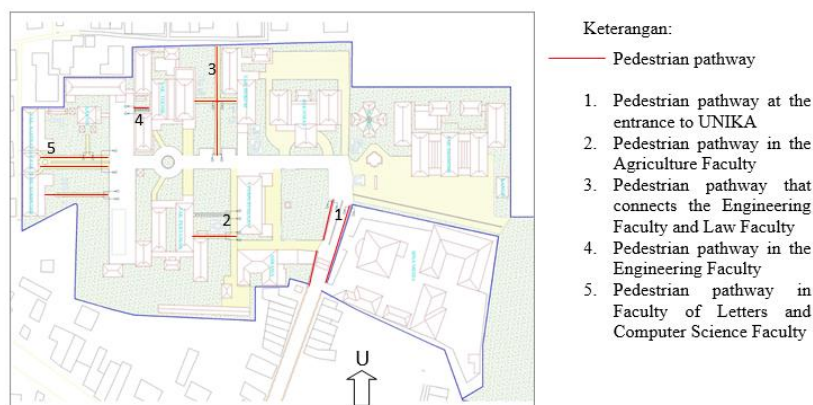 3
4
5
2
1
U
Keterangan:
Pedestrian pathway
1. Pedestrian pathway at the
entrance to UNIKA
2. Pedestrian pathway in the
Agriculture Faculty
3. Pedestrian pathway that
connects the Engineering
Faculty and Law Faculty
4. Pedestrian pathway in the
Engineering Faculty
5. Pedestrian pathway in
Faculty of Letters and
Computer Science Faculty